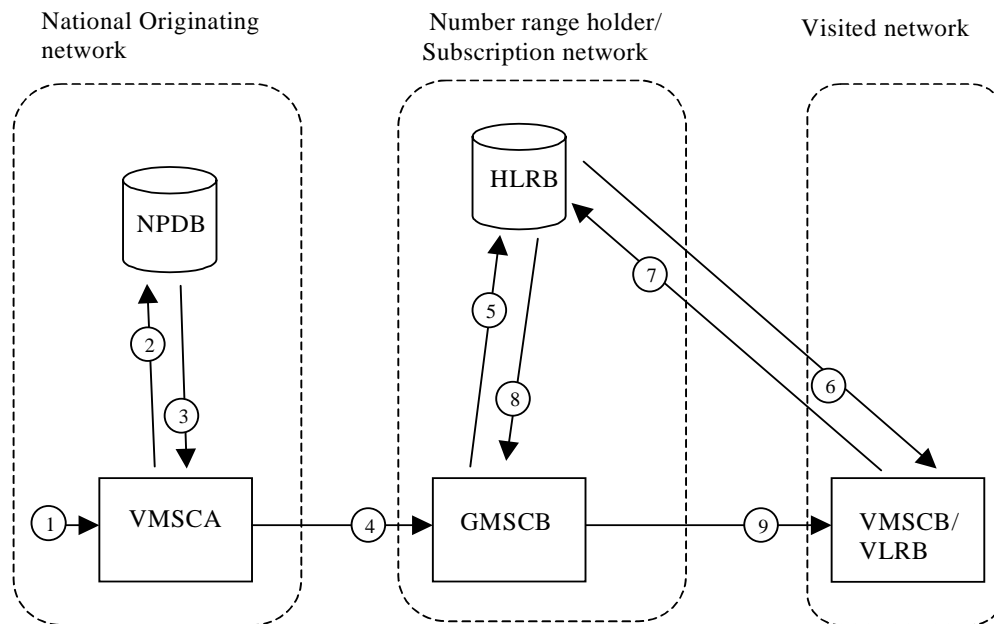 National Originating
network
Number range holder/
Subscription network
Visited network
NPDB
HLRB
2
3
5
8
7
6
1
VMSCA
4
GMSCB
9
VMSCB/
VLRB